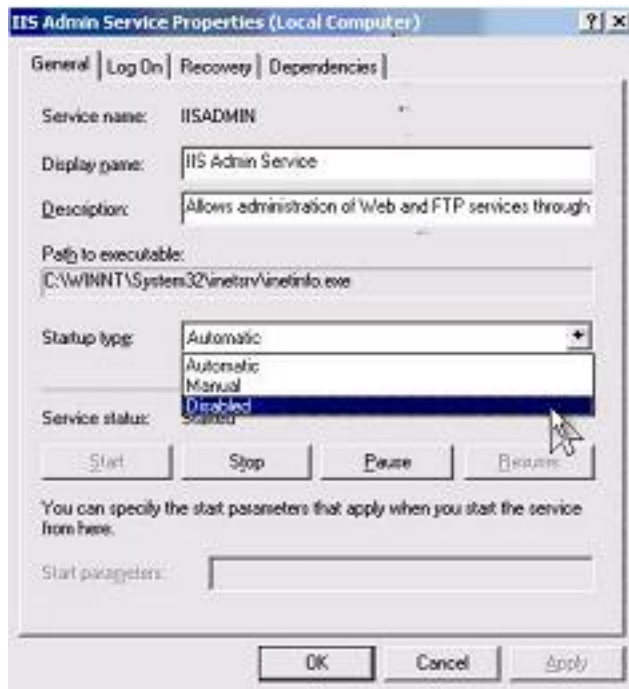 IIS Admin Service Properties (Local Computer)
General Log On Recovery Dependencies
Service name: IISADMIN
Display name: IIS Admin Service
Description: Allows administration of Web and FTP services through
Path to executable:
C:\WINNT\System32\inetsrv\inetinfo.exe
Startup type: Automatic
Automatic
Manual
Disabled
Service status: Started
Start Stop Pause Resume
You can specify the start parameters that apply when you start the service
from here.
Start parameters:
OK Cancel Apply